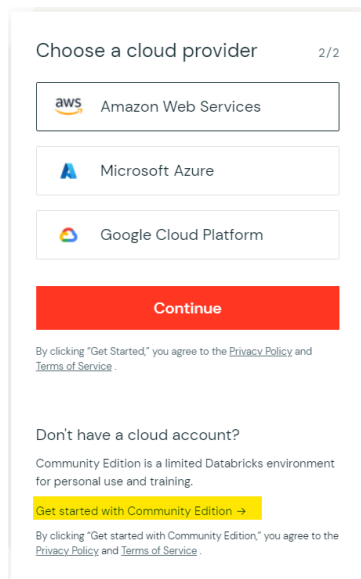 Choose a cloud provider 2/2
aws Amazon Web Services
Microsoft Azure
Google Cloud Platform
Continue
By clicking “Get Started,” you agree to the Privacy Policy and
Terms of Service .
Don't have a cloud account?
Community Edition is a limited Databricks environment
for personal use and training.
Get started with Community Edition →
By clicking “Get started with Community Edition,” you agree to the
Privacy Policy and Terms of Service .